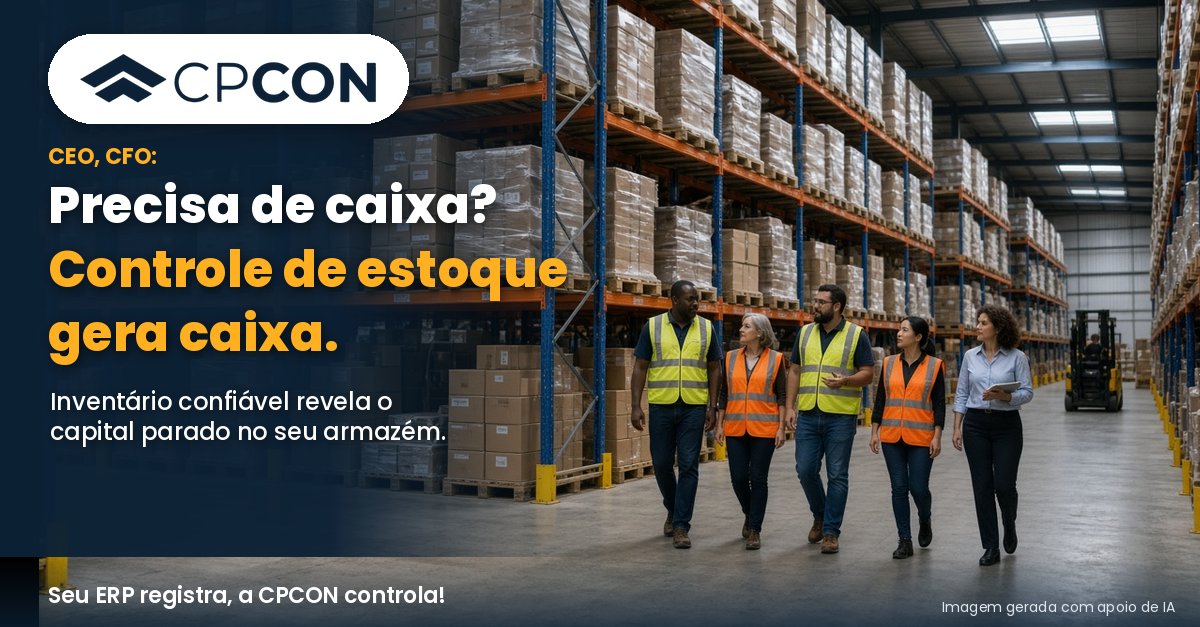 CPCON
CEO, CFO:
Precisa de caixa?
Controle de estoque
gera caixa.
Inventário confiável revela o
capital parado no seu armazém.
Seu ERP registra, a CPCON controla!
Imagem gerada com apoio de IA